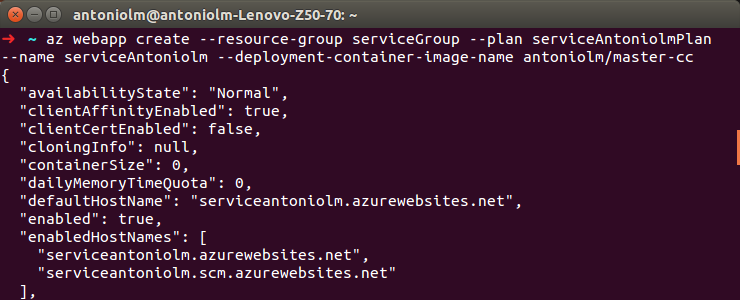 antoniolm@antoniolm-Lenovo-Z50-70: ~
➜ ~ az webapp create --resource-group serviceGroup --plan serviceAntoniolmPlan
--name serviceAntoniolm --deployment-container-image-name antoniolm/master-cc
{
  "availabilityState": "Normal",
  "clientAffinityEnabled": true,
  "clientCertEnabled": false,
  "cloningInfo": null,
  "containerSize": 0,
  "dailyMemoryTimeQuota": 0,
  "defaultHostName": "serviceantoniolm.azurewebsites.net",
  "enabled": true,
  "enabledHostNames": [
    "serviceantoniolm.azurewebsites.net",
    "serviceantoniolm.scm.azurewebsites.net"
  ],